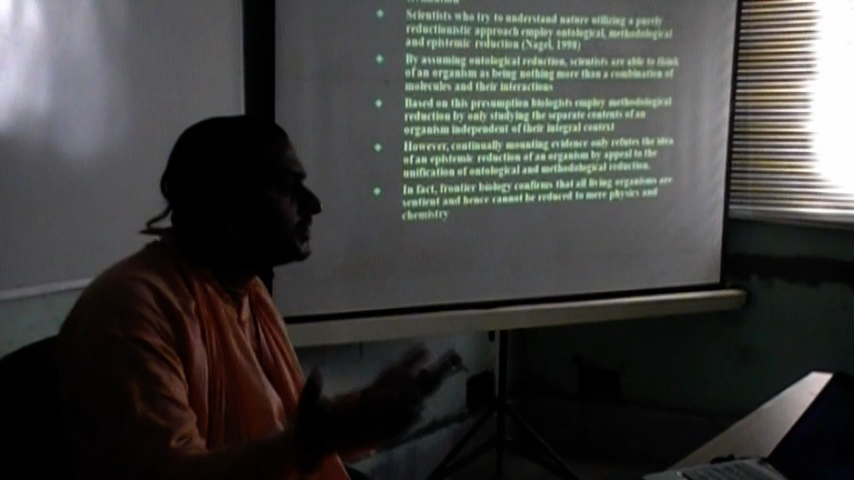 Scientists who try to understand nature utilizing a purely
reductionistic approach employ ontological, methodological
and epistemic reduction (Nagel, 1998)
By assuming ontological reduction, scientists are able to think
of an organism as being nothing more than a combination of
molecules and their interactions
Based on this presumption biologists employ methodological
reduction by only studying the separate contents of an
organism independent of their integral context
However, continually mounting evidence only refutes the idea
of an epistemic reduction of an organism by appeal to the
unification of ontological and methodological reduction.
In fact, frontier biology confirms that all living organisms are
sentient and hence cannot be reduced to mere physics and
chemistry